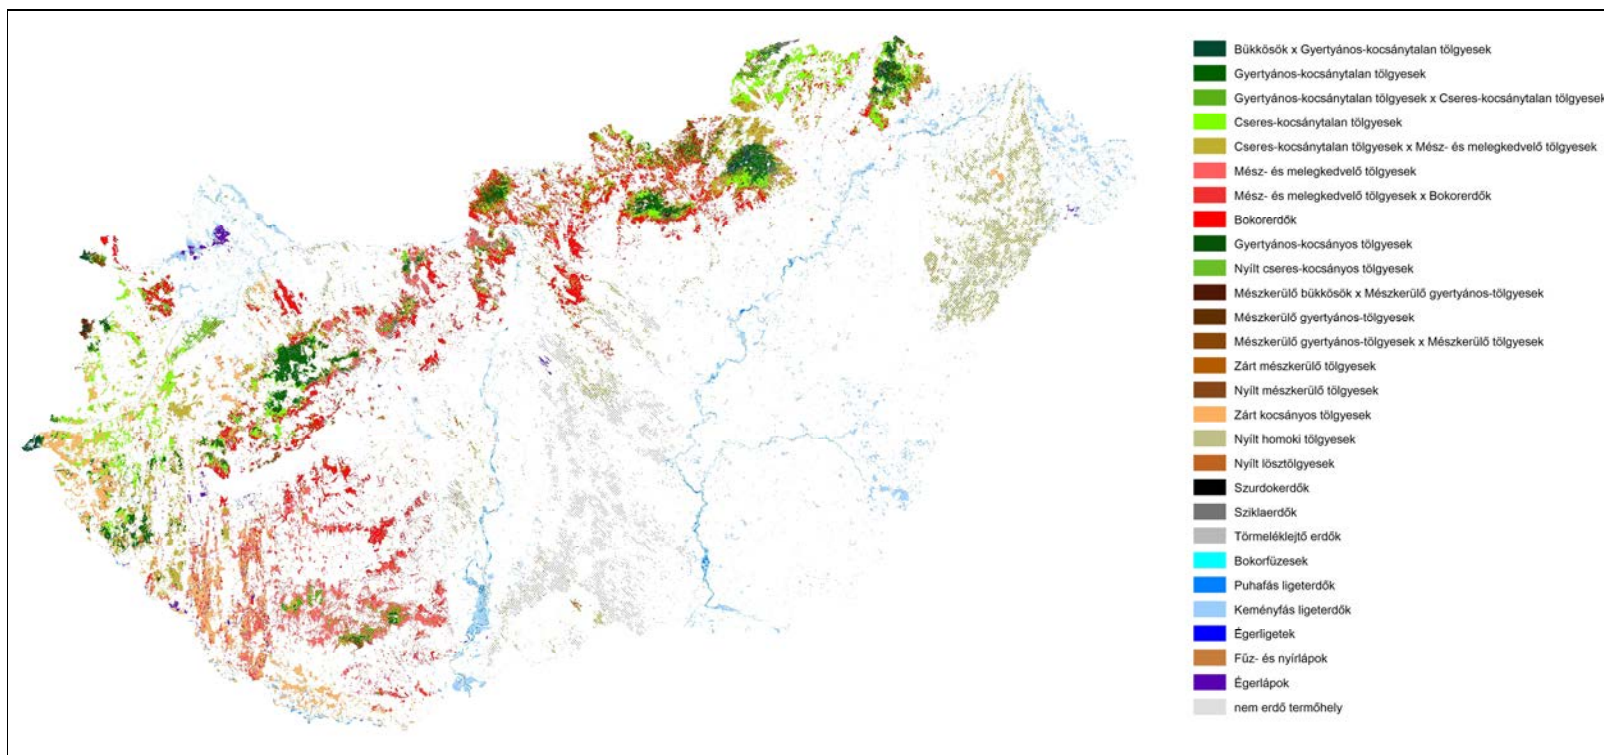 Bükkösök x Gyertyános-kocsánytalan tölgyesek
Gyertyános-kocsánytalan tölgyesek
Gyertyános-kocsánytalan tölgyesek x Cseres-kocsánytalan tölgyesek
Cseres-kocsánytalan tölgyesek
Cseres-kocsánytalan tölgyesek x Mész- és melegkedvelő tölgyesek
Mész- és melegkedvelő tölgyesek
Mész- és melegkedvelő tölgyesek x Bokorerdők
Bokorerdők
Gyertyános-kocsányos tölgyesek
Nyílt cseres-kocsányos tölgyesek
Mészkerülő bükkösök x Mészkerülő gyertyános-tölgyesek
Mészkerülő gyertyános-tölgyesek
Mészkerülő gyertyános-tölgyesek x Mészkerülő tölgyesek
Zárt mészkerülő tölgyesek
Nyílt mészkerülő tölgyesek
Zárt kocsányos tölgyesek
Nyílt homoki tölgyesek
Nyílt lösztölgyesek
Szurdokerdők
Sziklaerdők
Törmeléklejtő erdők
Bokorfüzesek
Puhafás ligeterdők
Keményfás ligeterdők
Égerligetek
Fűz- és nyírlápok
Égerlápok
nem erdő termőhely